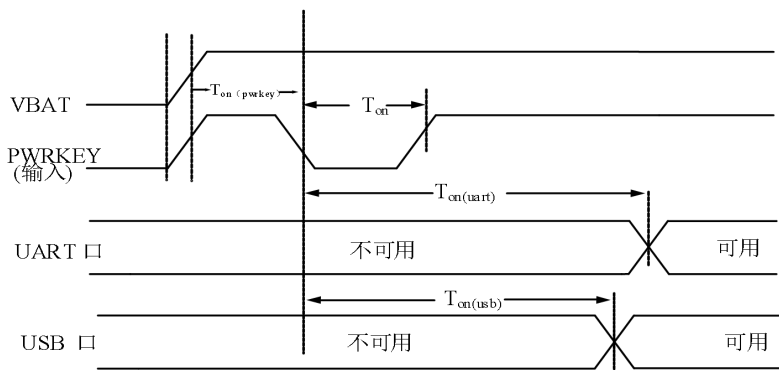 VBAT
Ton（pwrkey）
Ton
PWRKEY
(输入)
Ton(uart)
UART 口
不可用
可用
Ton(usb)
USB 口
不可用
可用